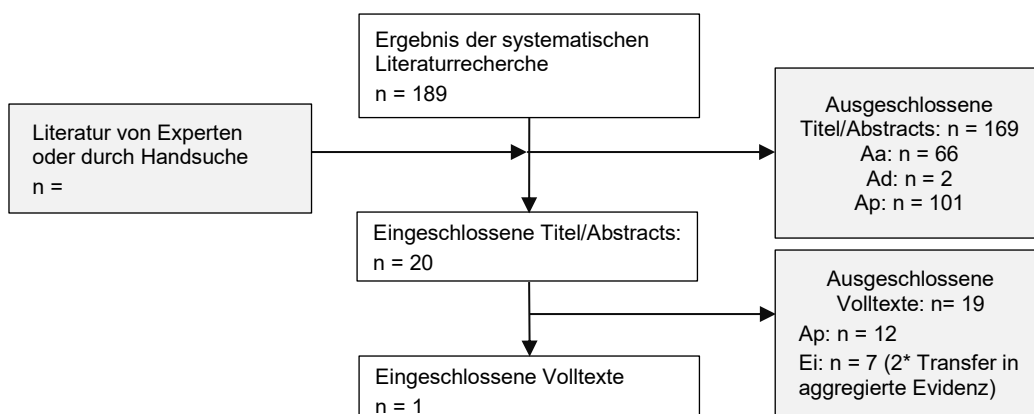 Ergebnis der systematischen
Literaturrecherche
n = 189
Literatur von Experten
oder durch Handsuche
n =
Ausgeschlossene
Titel/Abstracts: n = 169
Aa: n = 66
Ad: n = 2
Ap: n = 101
Eingeschlossene Titel/Abstracts:
n = 20
Ausgeschlossene
Volltexte: n= 19
Ap: n = 12
Ei: n = 7 (2* Transfer in
aggregierte Evidenz)
Eingeschlossene Volltexte
n = 1